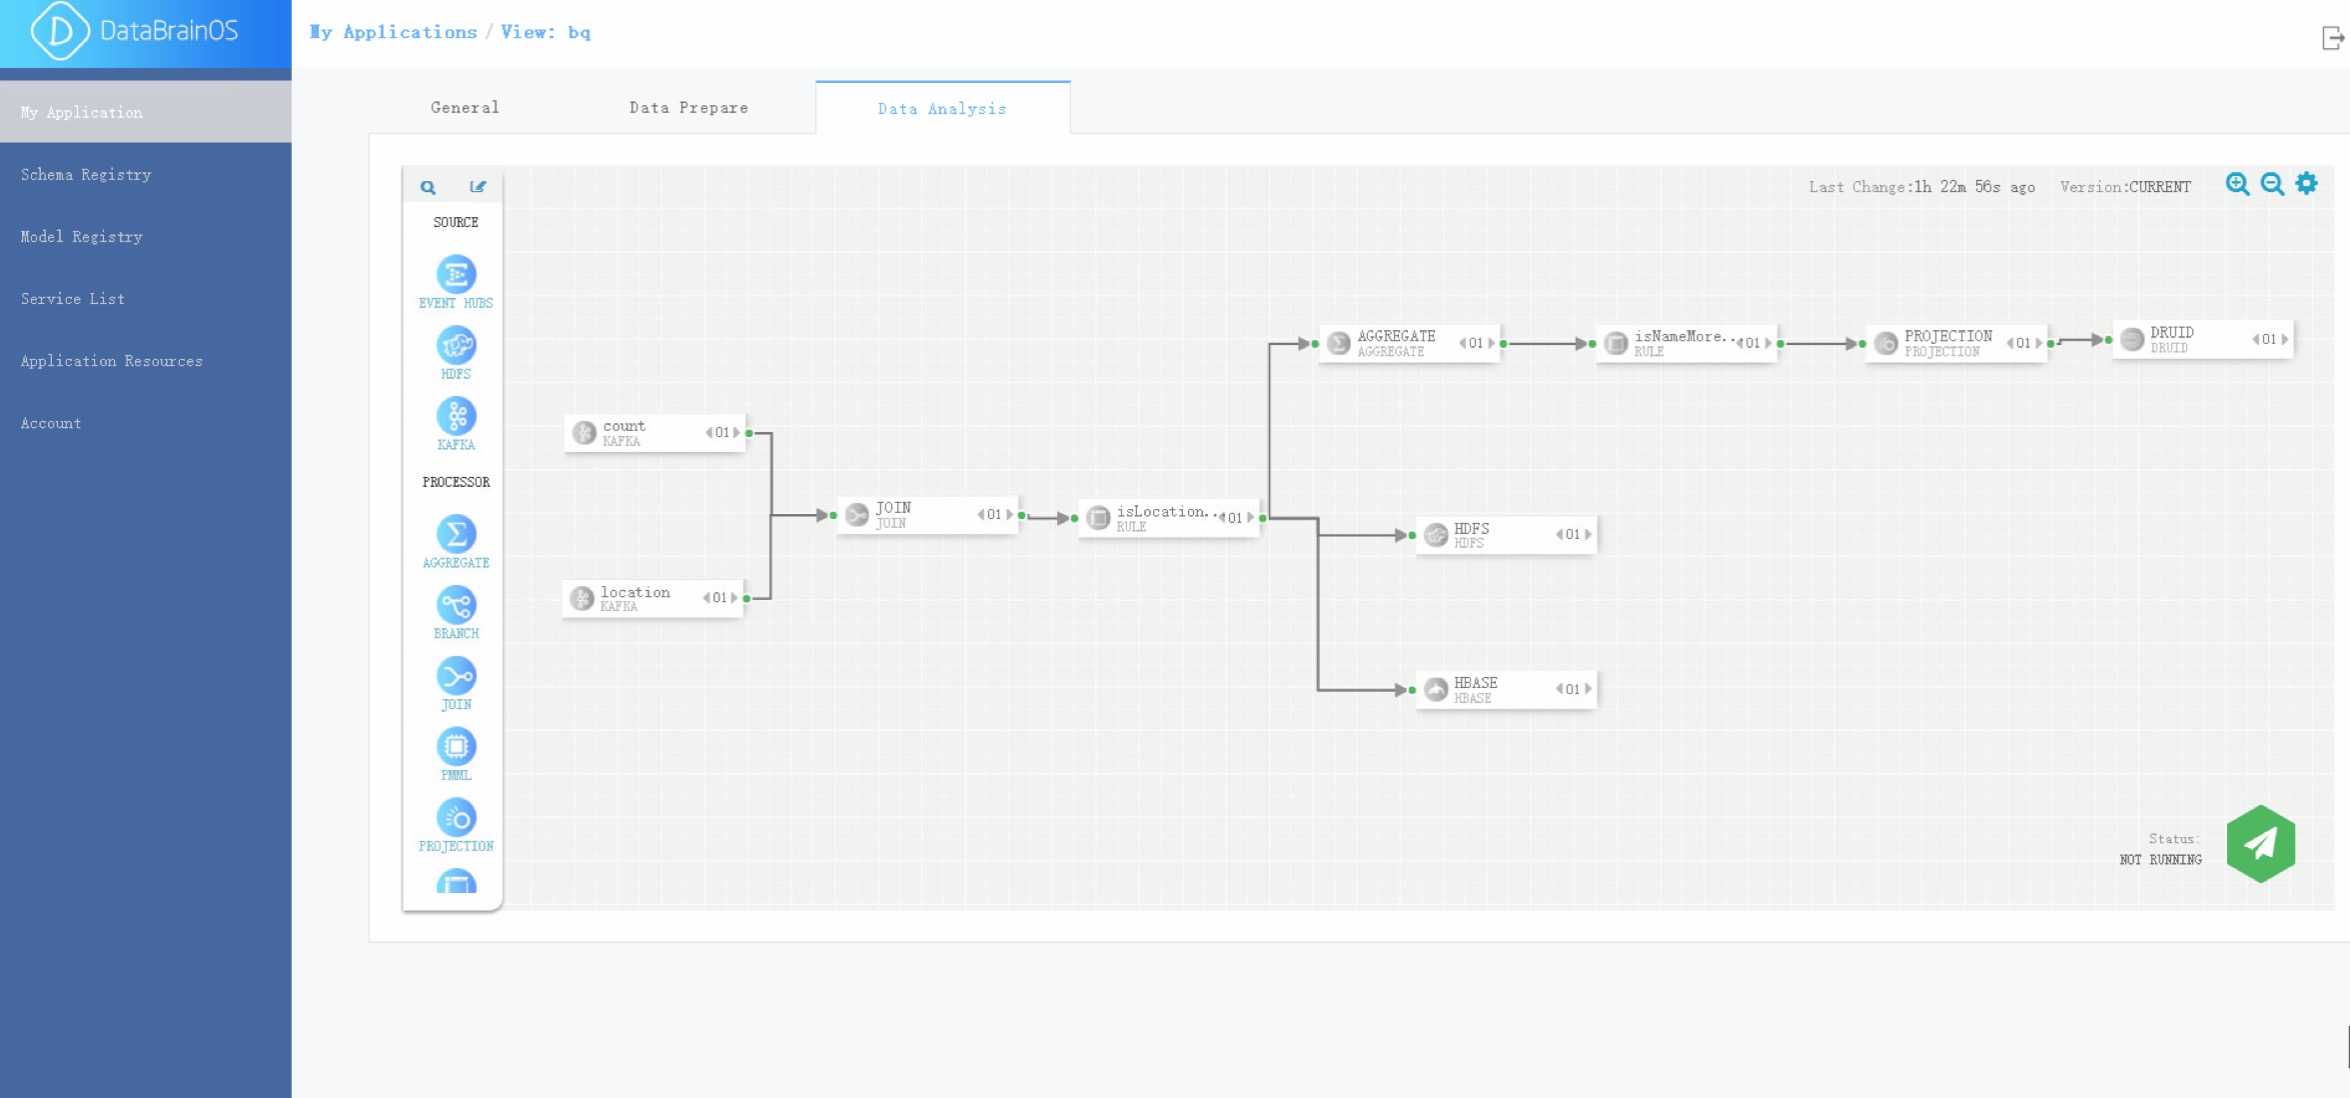 DataBrainOS
My Applications / View: bq
My Application
Schema Registry
Model Registry
Service List
Application Resources
Account
General
Data Prepare
Data Analysis
Last Change:1h 22m 56s ago
Version:CURRENT
SOURCE
EVENT HUBS
HDFS
KAFKA
PROCESSOR
AGGREGATE
BRANCH
JOIN
PMML
PROJECTION
count
KAFKA
01
location
KAFKA
01
JOIN
JOIN
01
isLocation..
RULE
01
AGGREGATE
AGGREGATE
01
isNameMore..
RULE
01
PROJECTION
PROJECTION
01
DRUID
DRUID
01
HDFS
HDFS
01
HBASE
HBASE
01
Status:
NOT RUNNING